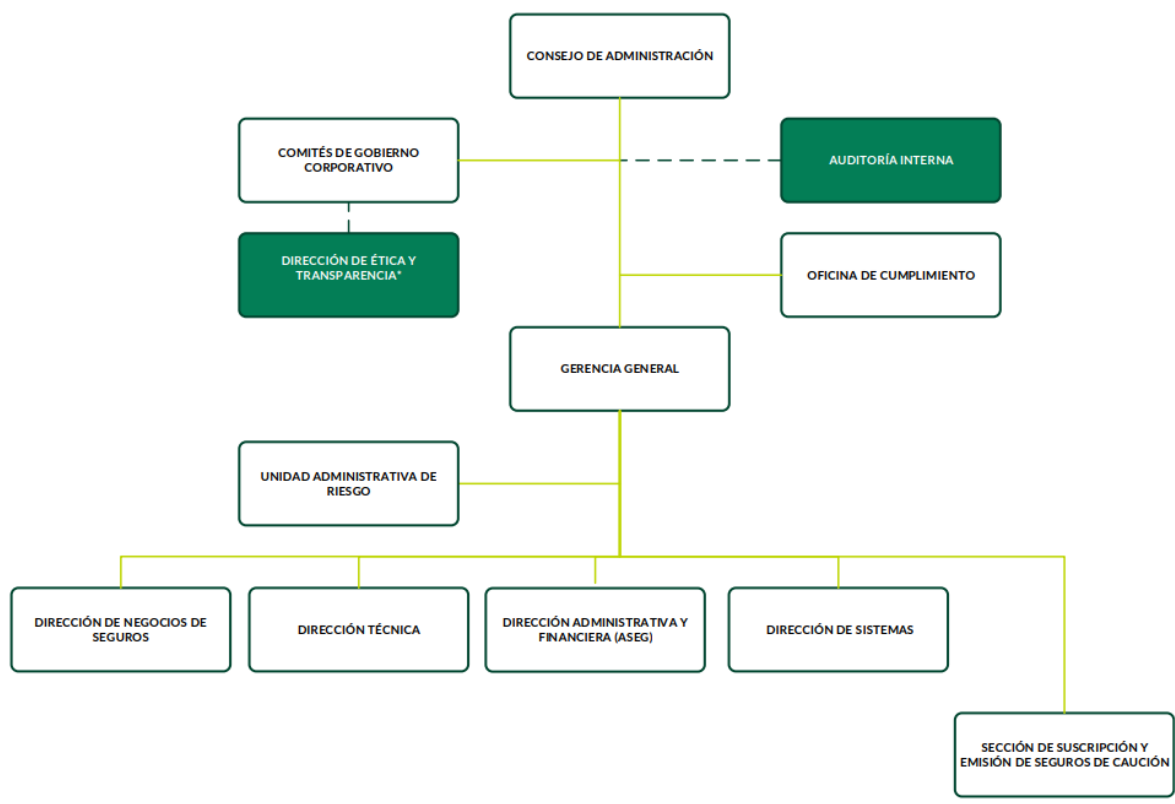 CONSEJO DE ADMINISTRACIÓN
COMITÉS DE GOBIERNO
CORPORATIVO
AUDITORÍA INTERNA
DIRECCIÓN DE ÉTICA Y
TRANSPARENCIA*
OFICINA DE CUMPLIMIENTO
GERENCIA GENERAL
UNIDAD ADMINISTRATIVA DE
RIESGO
DIRECCIÓN DE NEGOCIOS DE
SEGUROS
DIRECCIÓN TÉCNICA
DIRECCIÓN ADMINISTRATIVA Y
FINANCIERA (ASEG)
DIRECCIÓN DE SISTEMAS
SECCIÓN DE SUSCRIPCIÓN Y
EMISIÓN DE SEGUROS DE CAUCIÓN